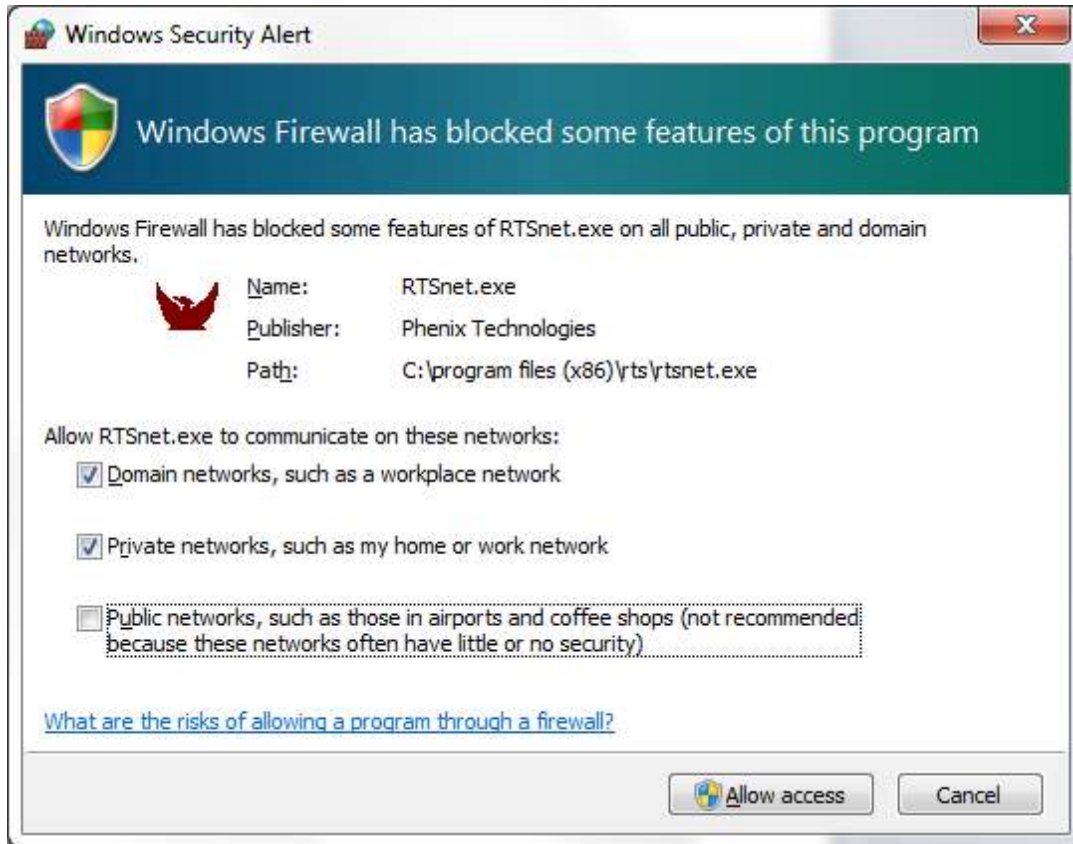 Windows Security Alert
Windows Firewall has blocked some features of this program
Windows Firewall has blocked some features of RTSnet.exe on all public, private and domain
networks.
Name: RTSnet.exe
Publisher: Phenix Technologies
Path: C:\program files (x86)\rts\rtsnet.exe
Allow RTSnet.exe to communicate on these networks:
Domain networks, such as a workplace network
Private networks, such as my home or work network
Public networks, such as those in airports and coffee shops (not recommended
because these networks often have little or no security)
What are the risks of allowing a program through a firewall?
Allow access Cancel